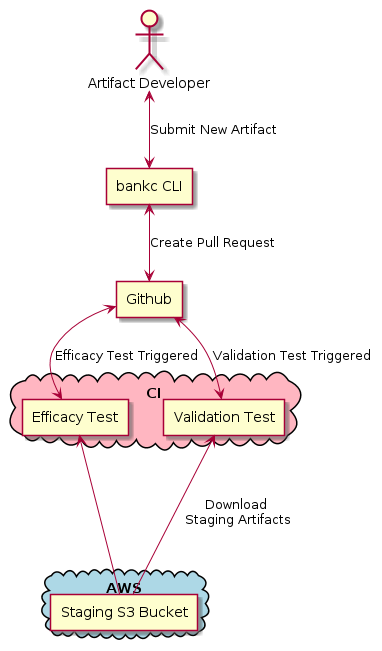 Artifact Developer
Submit New Artifact
bankc CLI
Create Pull Request
Github
Efficacy Test Triggered
Validation Test Triggered
CI
Efficacy Test
Validation Test
Download
Staging Artifacts
AWS
Staging S3 Bucket